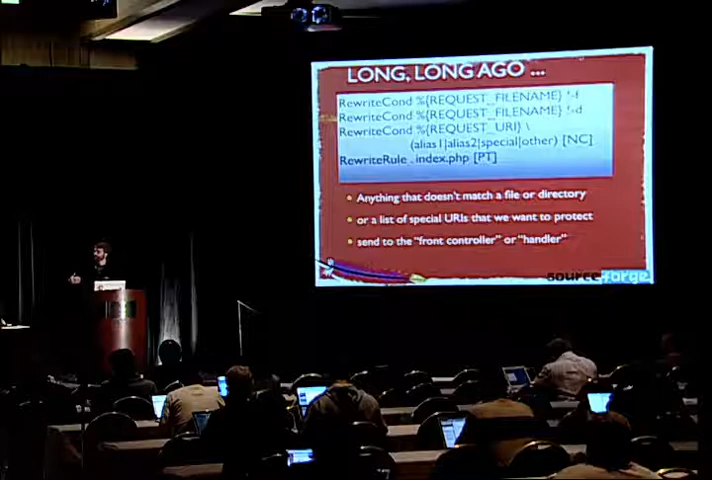 LONG, LONG AGO ...
RewriteCond %{REQUEST_FILENAME} !-f
RewriteCond %{REQUEST_FILENAME} !-d
RewriteCond %{REQUEST_URI} \
(alias1|alias2|special|other) [NC]
RewriteRule . index.php [PT]
• Anything that doesn't match a file or directory
• or a list of special URIs that we want to protect
• send to the "front controller" or "handler"
sourceforge